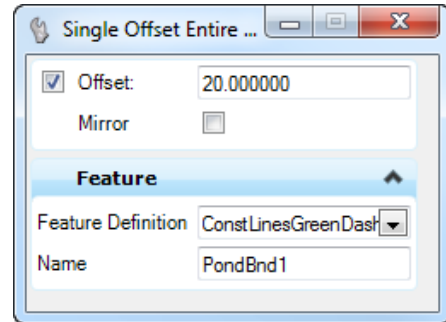 Single Offset Entire ...
Offset: 20.000000
Mirror
Feature
Feature Definition ConstLinesGreenDash
Name PondBnd1